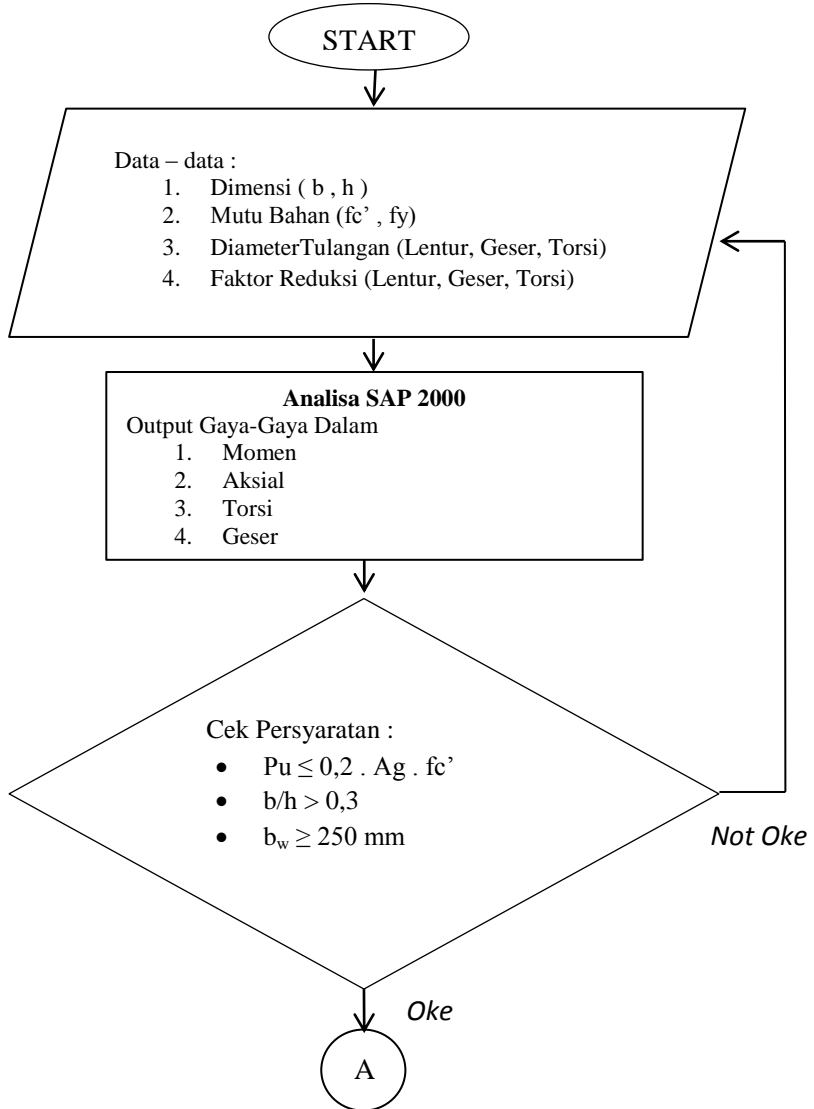 START
Data – data :
1. Dimensi ( b , h )
2. Mutu Bahan (fc’ , fy)
3. DiameterTulangan (Lentur, Geser, Torsi)
4. Faktor Reduksi (Lentur, Geser, Torsi)
Analisa SAP 2000
Output Gaya-Gaya Dalam
1. Momen
2. Aksial
3. Torsi
4. Geser
Cek Persyaratan :
• Pu ≤ 0,2 . Ag . fc’
• b/h > 0,3
• bw ≥ 250 mm
Not Oke
Oke
A